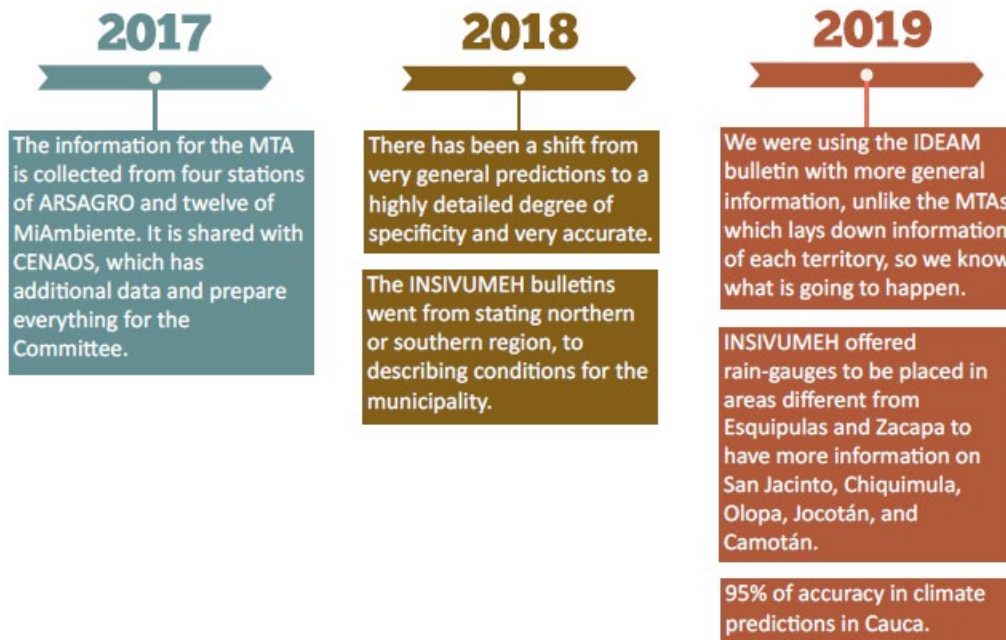 2017
The information for the MTA
is collected from four stations
of ARSAGRO and twelve of
MiAmbiente. It is shared with
CENAOS, which has
additional data and prepare
everything for the
Committee.
2018
There has been a shift from
very general predictions to a
highly detailed degree of
specificity and very accurate.
The INSIVUMEH bulletins
went from stating northern
or southern region, to
describing conditions for the
municipality.
2019
We were using the IDEAM
bulletin with more general
information, unlike the MTAs
which lays down information
of each territory, so we know
what is going to happen.
INSIVUMEH offered
rain-gauges to be placed in
areas different from
Esquipulas and Zacapa to
have more information on
San Jacinto, Chiquimula,
Olopa, Jocotán, and
Camotán.
95% of accuracy in climate
predictions in Cauca.